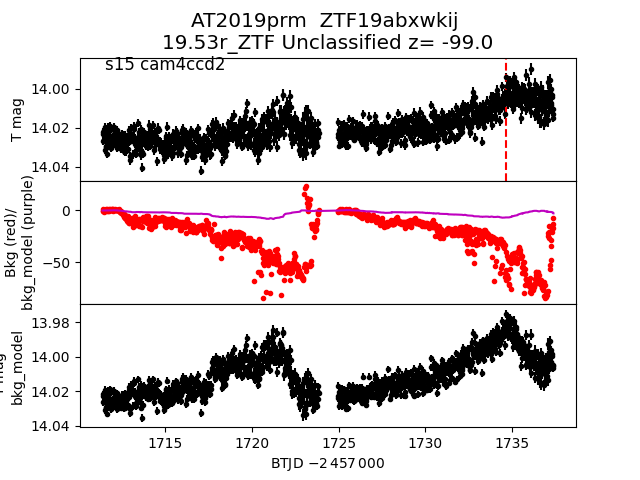 AT2019prm  ZTF19abxwkij
19.53r_ZTF Unclassified z= -99.0
s15 cam4ccd2
T mag
14.00
14.02
14.04
Bkg (red)/
bkg_model (purple)
0
−50
bkg_model
13.98
14.00
14.02
14.04
1715
1720
1725
1730
1735
BTJD −2 457 000